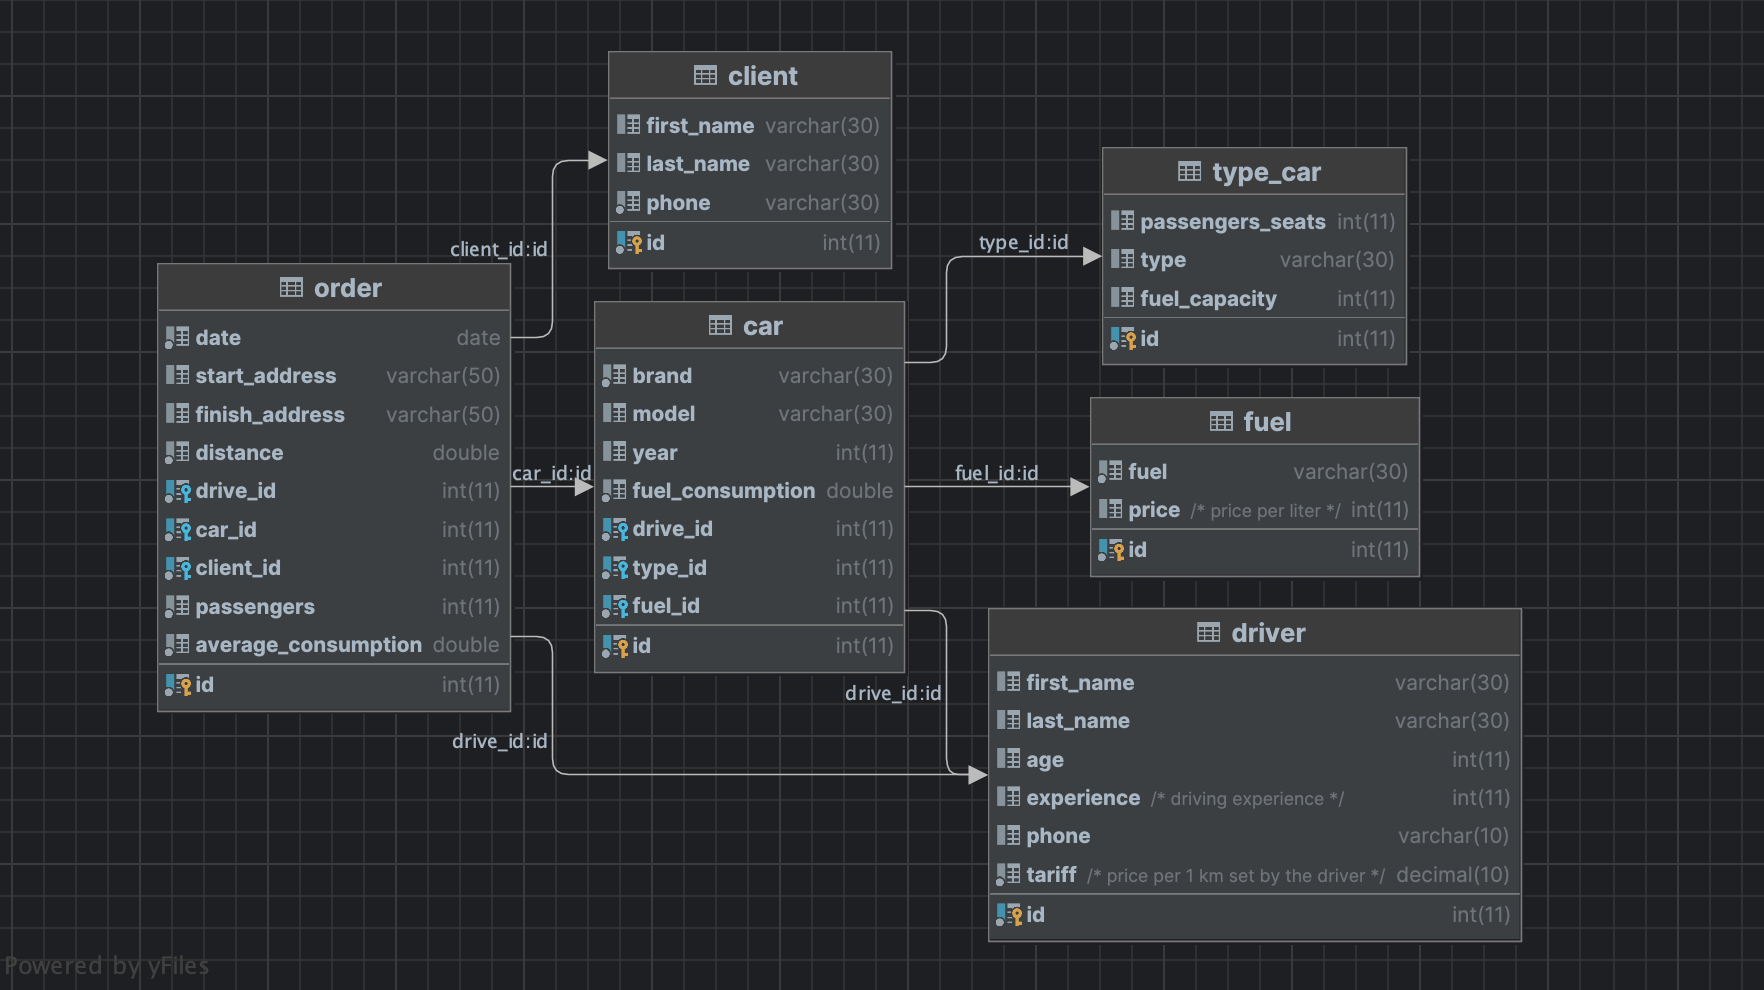 client
first_name varchar(30)
last_name varchar(30)
phone varchar(30)
id int(11)
type_car
passengers_seats int(11)
type varchar(30)
fuel_capacity int(11)
id int(11)
client_id:id
type_id:id
order
date date
start_address varchar(50)
finish_address varchar(50)
distance double
drive_id int(11)
car_id int(11)
client_id int(11)
passengers int(11)
average_consumption double
id int(11)
car_id:id
car
brand varchar(30)
model varchar(30)
year int(11)
fuel_consumption double
drive_id int(11)
type_id int(11)
fuel_id int(11)
id int(11)
fuel_id:id
fuel
fuel varchar(30)
price /* price per liter */ int(11)
id int(11)
drive_id:id
drive_id:id
driver
first_name varchar(30)
last_name varchar(30)
age int(11)
experience /* driving experience */ int(11)
phone varchar(10)
tariff /* price per 1 km set by the driver */ decimal(10)
id int(11)
Powered by yFiles